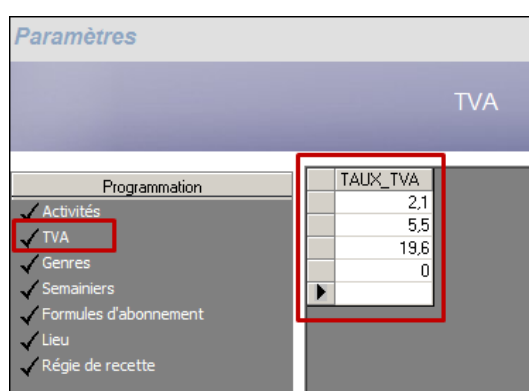 Paramètres
TVA
Programmation
Activités
TVA
Genres
Semainiers
Formules d'abonnement
Lieu
Régie de recette
TAUX_TVA
2,1
5,5
19,6
0